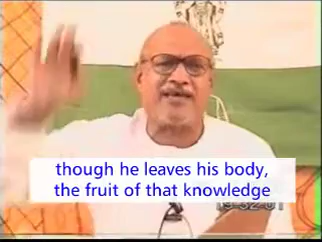 though he leaves his body,
the fruit of that knowledge